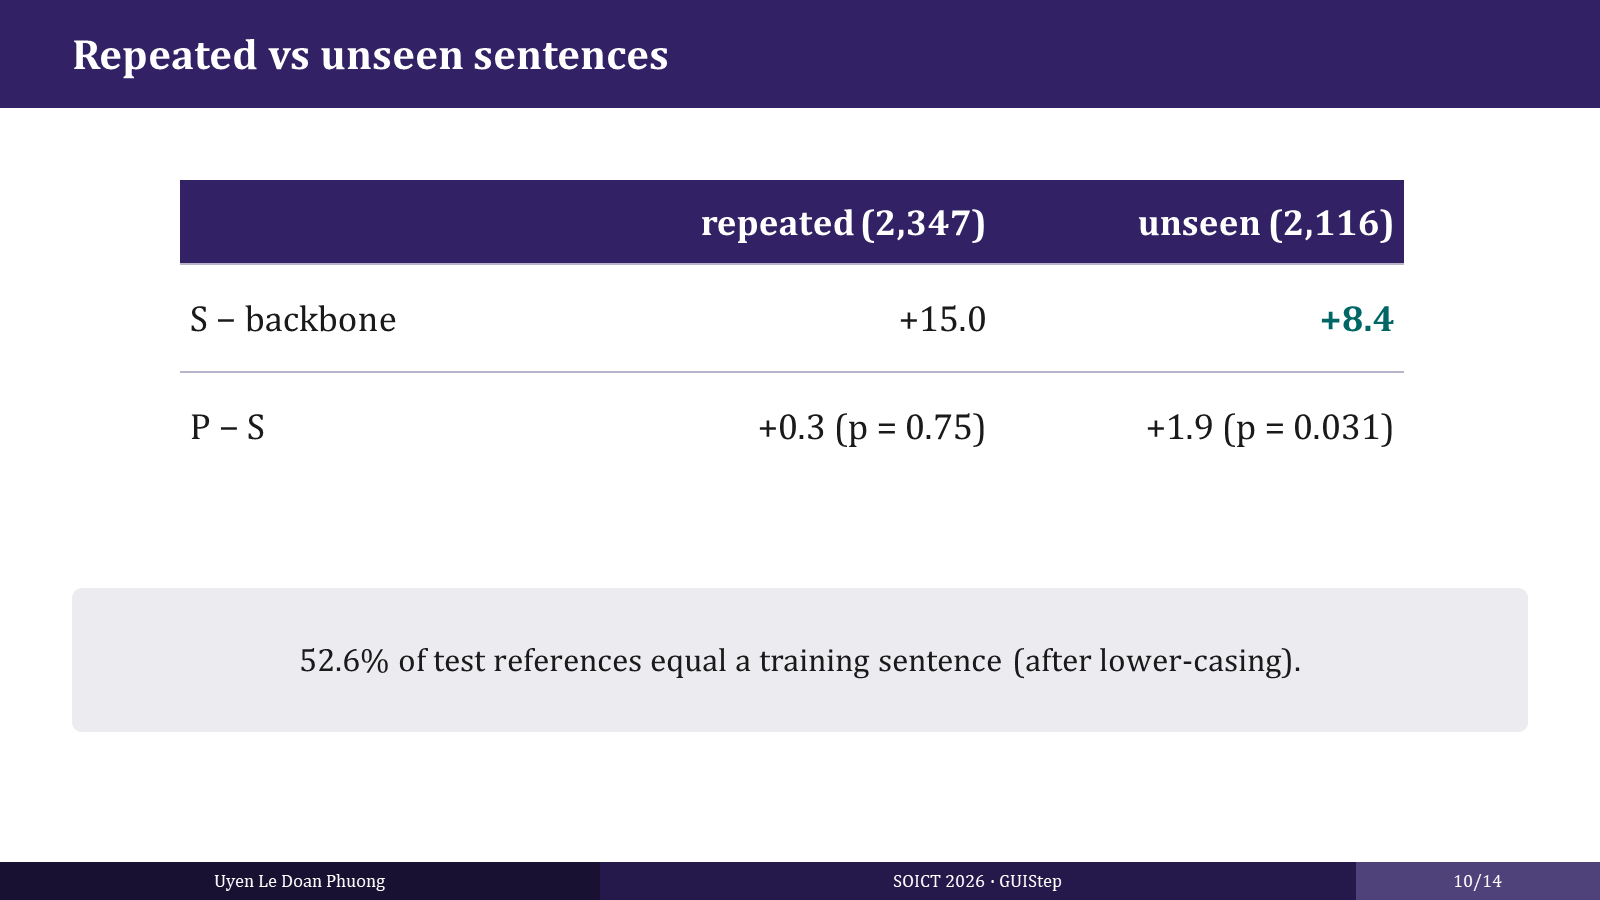 Repeated vs unseen sentences
repeated (2,347) unseen (2,116)
S – backbone +15.0 +8.4
P – S +0.3 (p = 0.75) +1.9 (p = 0.031)
52.6% of test references equal a training sentence (after lower-casing).
Uyen Le Doan Phuong SOICT 2026 · GUIStep 10/14